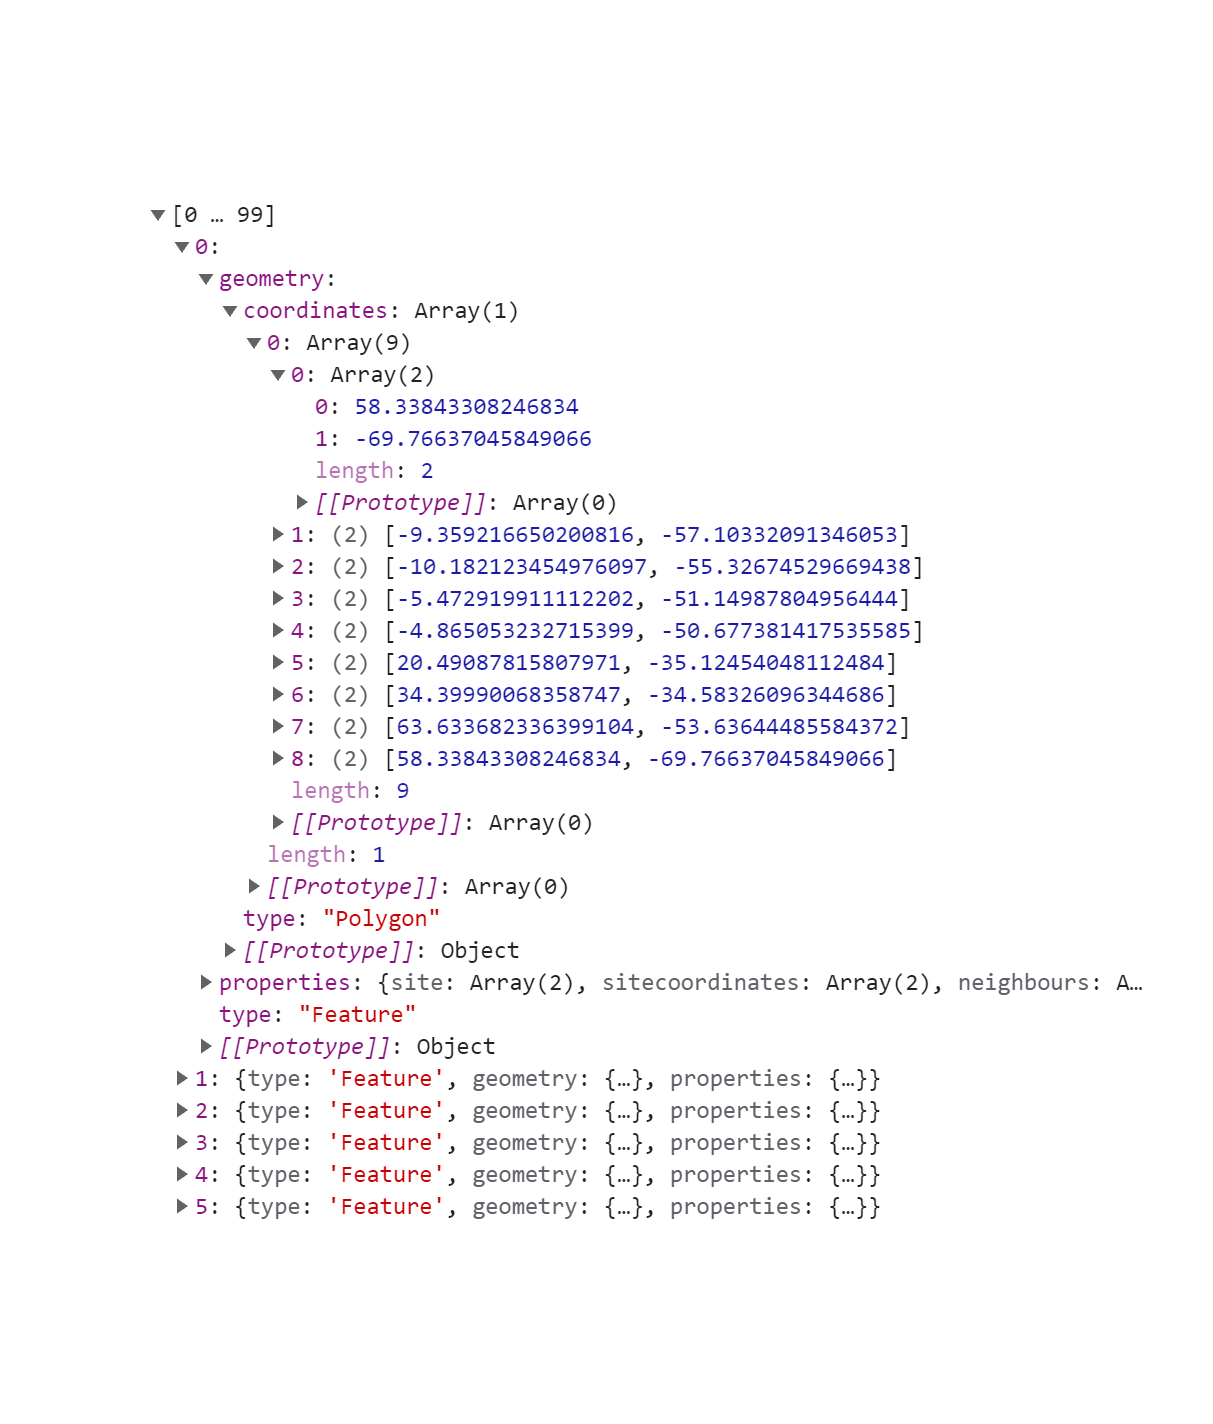 [0 … 99]
0:
geometry:
coordinates: Array(1)
0: Array(9)
0: Array(2)
0: 58.33843308246834
1: -69.76637045849066
length: 2
[[Prototype]]: Array(0)
1: (2) [-9.359216650200816, -57.10332091346053]
2: (2) [-10.182123454976097, -55.32674529669438]
3: (2) [-5.472919911112202, -51.14987804956444]
4: (2) [-4.865053232715399, -50.677381417535585]
5: (2) [20.49087815807971, -35.12454048112484]
6: (2) [34.39990068358747, -34.58326096344686]
7: (2) [63.633682336399104, -53.63644485584372]
8: (2) [58.33843308246834, -69.76637045849066]
length: 9
[[Prototype]]: Array(0)
length: 1
[[Prototype]]: Array(0)
type: "Polygon"
[[Prototype]]: Object
properties: {site: Array(2), sitecoordinates: Array(2), neighbours: A…
type: "Feature"
[[Prototype]]: Object
1: {type: 'Feature', geometry: {…}, properties: {…}}
2: {type: 'Feature', geometry: {…}, properties: {…}}
3: {type: 'Feature', geometry: {…}, properties: {…}}
4: {type: 'Feature', geometry: {…}, properties: {…}}
5: {type: 'Feature', geometry: {…}, properties: {…}}